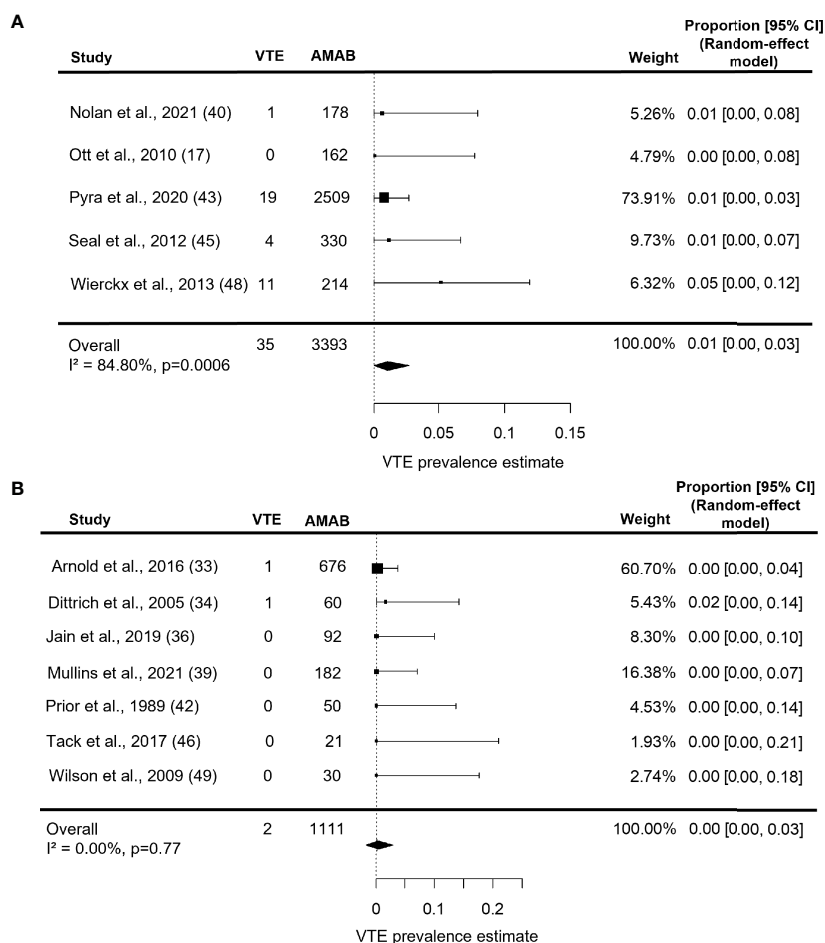 A
Study VTE AMAB Weight Proportion [95% CI]
(Random-effect
model)
Nolan et al., 2021 (40) 1 178 5.26% 0.01 [0.00, 0.08]
Ott et al., 2010 (17) 0 162 4.79% 0.00 [0.00, 0.08]
Pyra et al., 2020 (43) 19 2509 73.91% 0.01 [0.00, 0.03]
Seal et al., 2012 (45) 4 330 9.73% 0.01 [0.00, 0.07]
Wierckx et al., 2013 (48) 11 214 6.32% 0.05 [0.00, 0.12]
Overall 35 3393 100.00% 0.01 [0.00, 0.03]
I² = 84.80%, p=0.0006
0 0.05 0.1 0.15
VTE prevalence estimate
B
Study VTE AMAB Weight Proportion [95% CI]
(Random-effect
model)
Arnold et al., 2016 (33) 1 676 60.70% 0.00 [0.00, 0.04]
Dittrich et al., 2005 (34) 1 60 5.43% 0.02 [0.00, 0.14]
Jain et al., 2019 (36) 0 92 8.30% 0.00 [0.00, 0.10]
Mullins et al., 2021 (39) 0 182 16.38% 0.00 [0.00, 0.07]
Prior et al., 1989 (42) 0 50 4.53% 0.00 [0.00, 0.14]
Tack et al., 2017 (46) 0 21 1.93% 0.00 [0.00, 0.21]
Wilson et al., 2009 (49) 0 30 2.74% 0.00 [0.00, 0.18]
Overall 2 1111 100.00% 0.00 [0.00, 0.03]
I² = 0.00%, p=0.77
0 0.1 0.2
VTE prevalence estimate